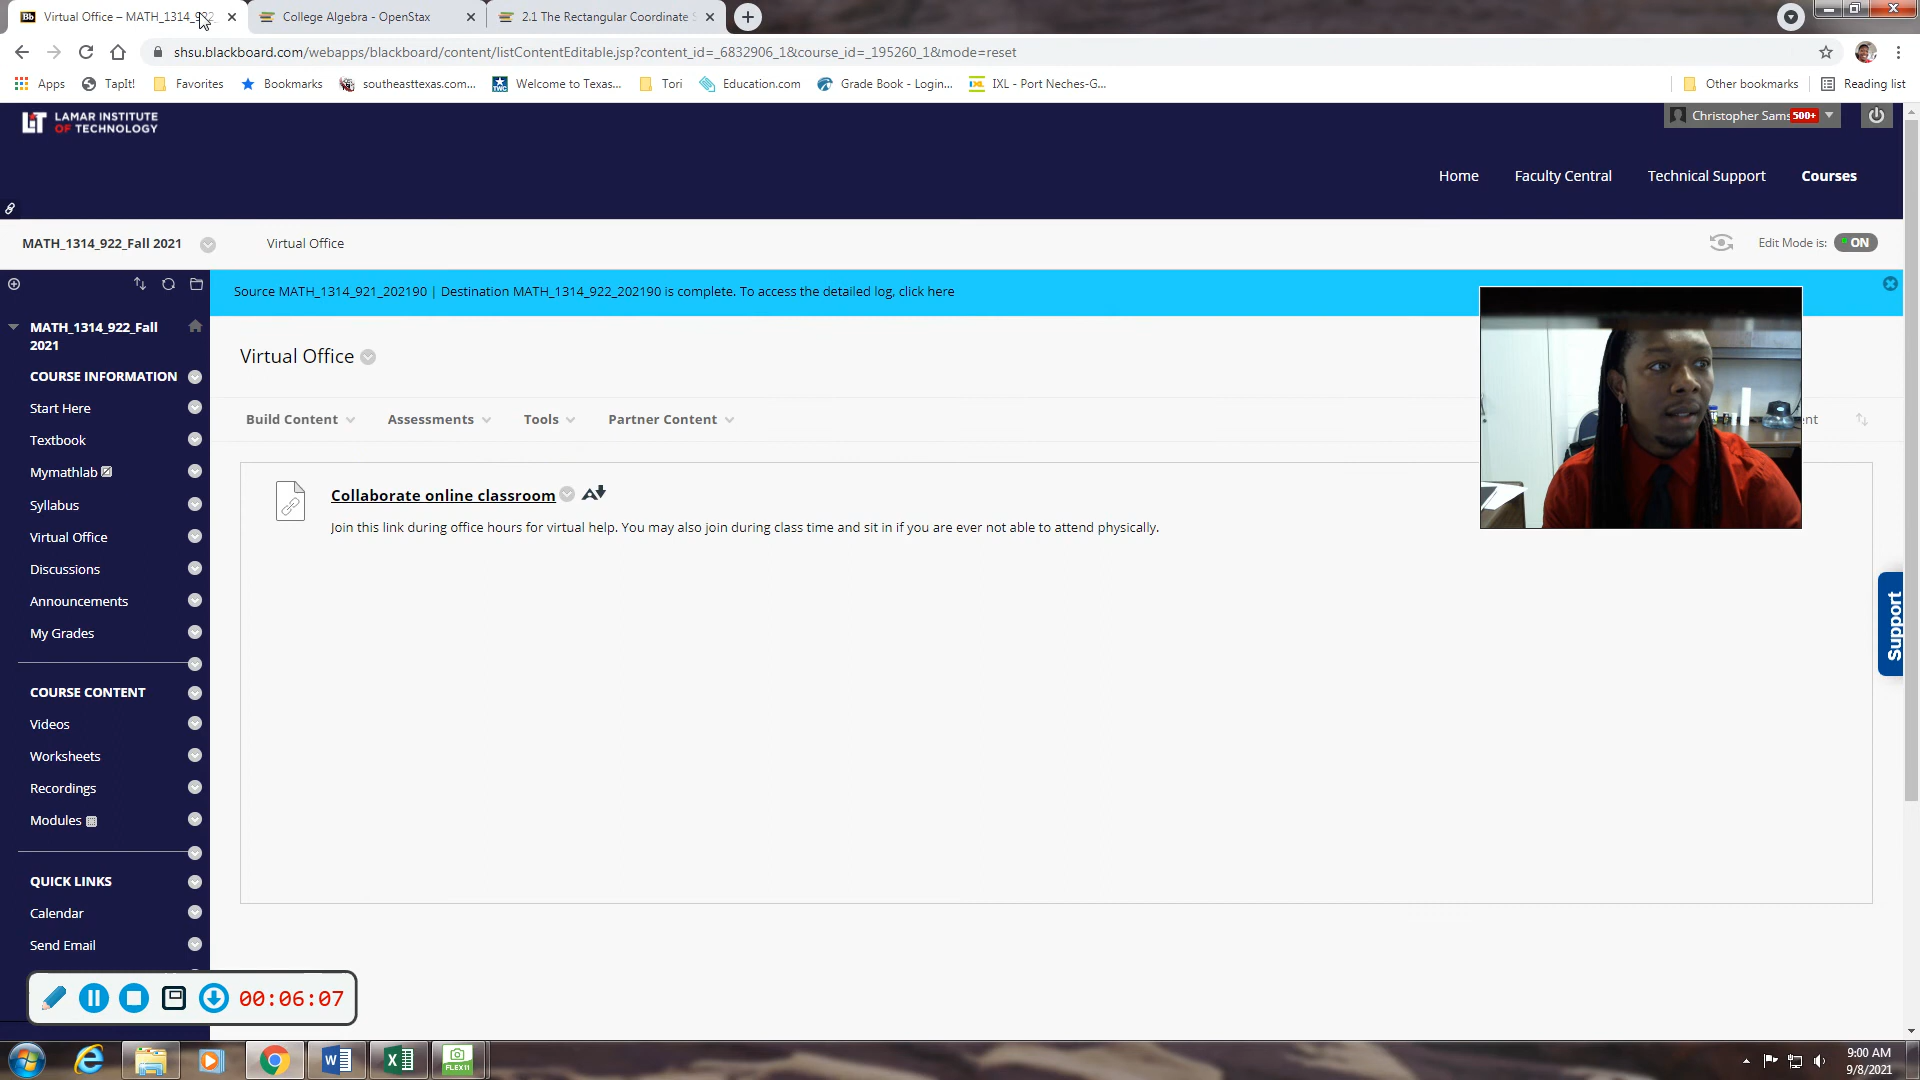 Virtual Office – MATH_1314_922
College Algebra - OpenStax
2.1 The Rectangular Coordinate S
shsu.blackboard.com/webapps/blackboard/content/listContentEditable.jsp?content_id=_6832906_1&course_id=_195260_1&mode=reset
Apps
TapIt!
Favorites
Bookmarks
southeasttexas.com...
Welcome to Texas...
Tori
Education.com
Grade Book - Login...
IXL - Port Neches-G...
Other bookmarks
Reading list
LIT LAMAR INSTITUTE
OF TECHNOLOGY
Christopher Sams 500+
Home
Faculty Central
Technical Support
Courses
MATH_1314_922_Fall 2021
Virtual Office
Edit Mode is: ON
Source MATH_1314_921_202190 | Destination MATH_1314_922_202190 is complete. To access the detailed log, click here
MATH_1314_922_Fall
2021
COURSE INFORMATION
Start Here
Textbook
Mymathlab
Syllabus
Virtual Office
Discussions
Announcements
My Grades
COURSE CONTENT
Videos
Worksheets
Recordings
Modules
QUICK LINKS
Calendar
Send Email
Virtual Office
Build Content
Assessments
Tools
Partner Content
Collaborate online classroom
Join this link during office hours for virtual help. You may also join during class time and sit in if you are ever not able to attend physically.
Support
00:06:07
FLEX11
9:00 AM
9/8/2021